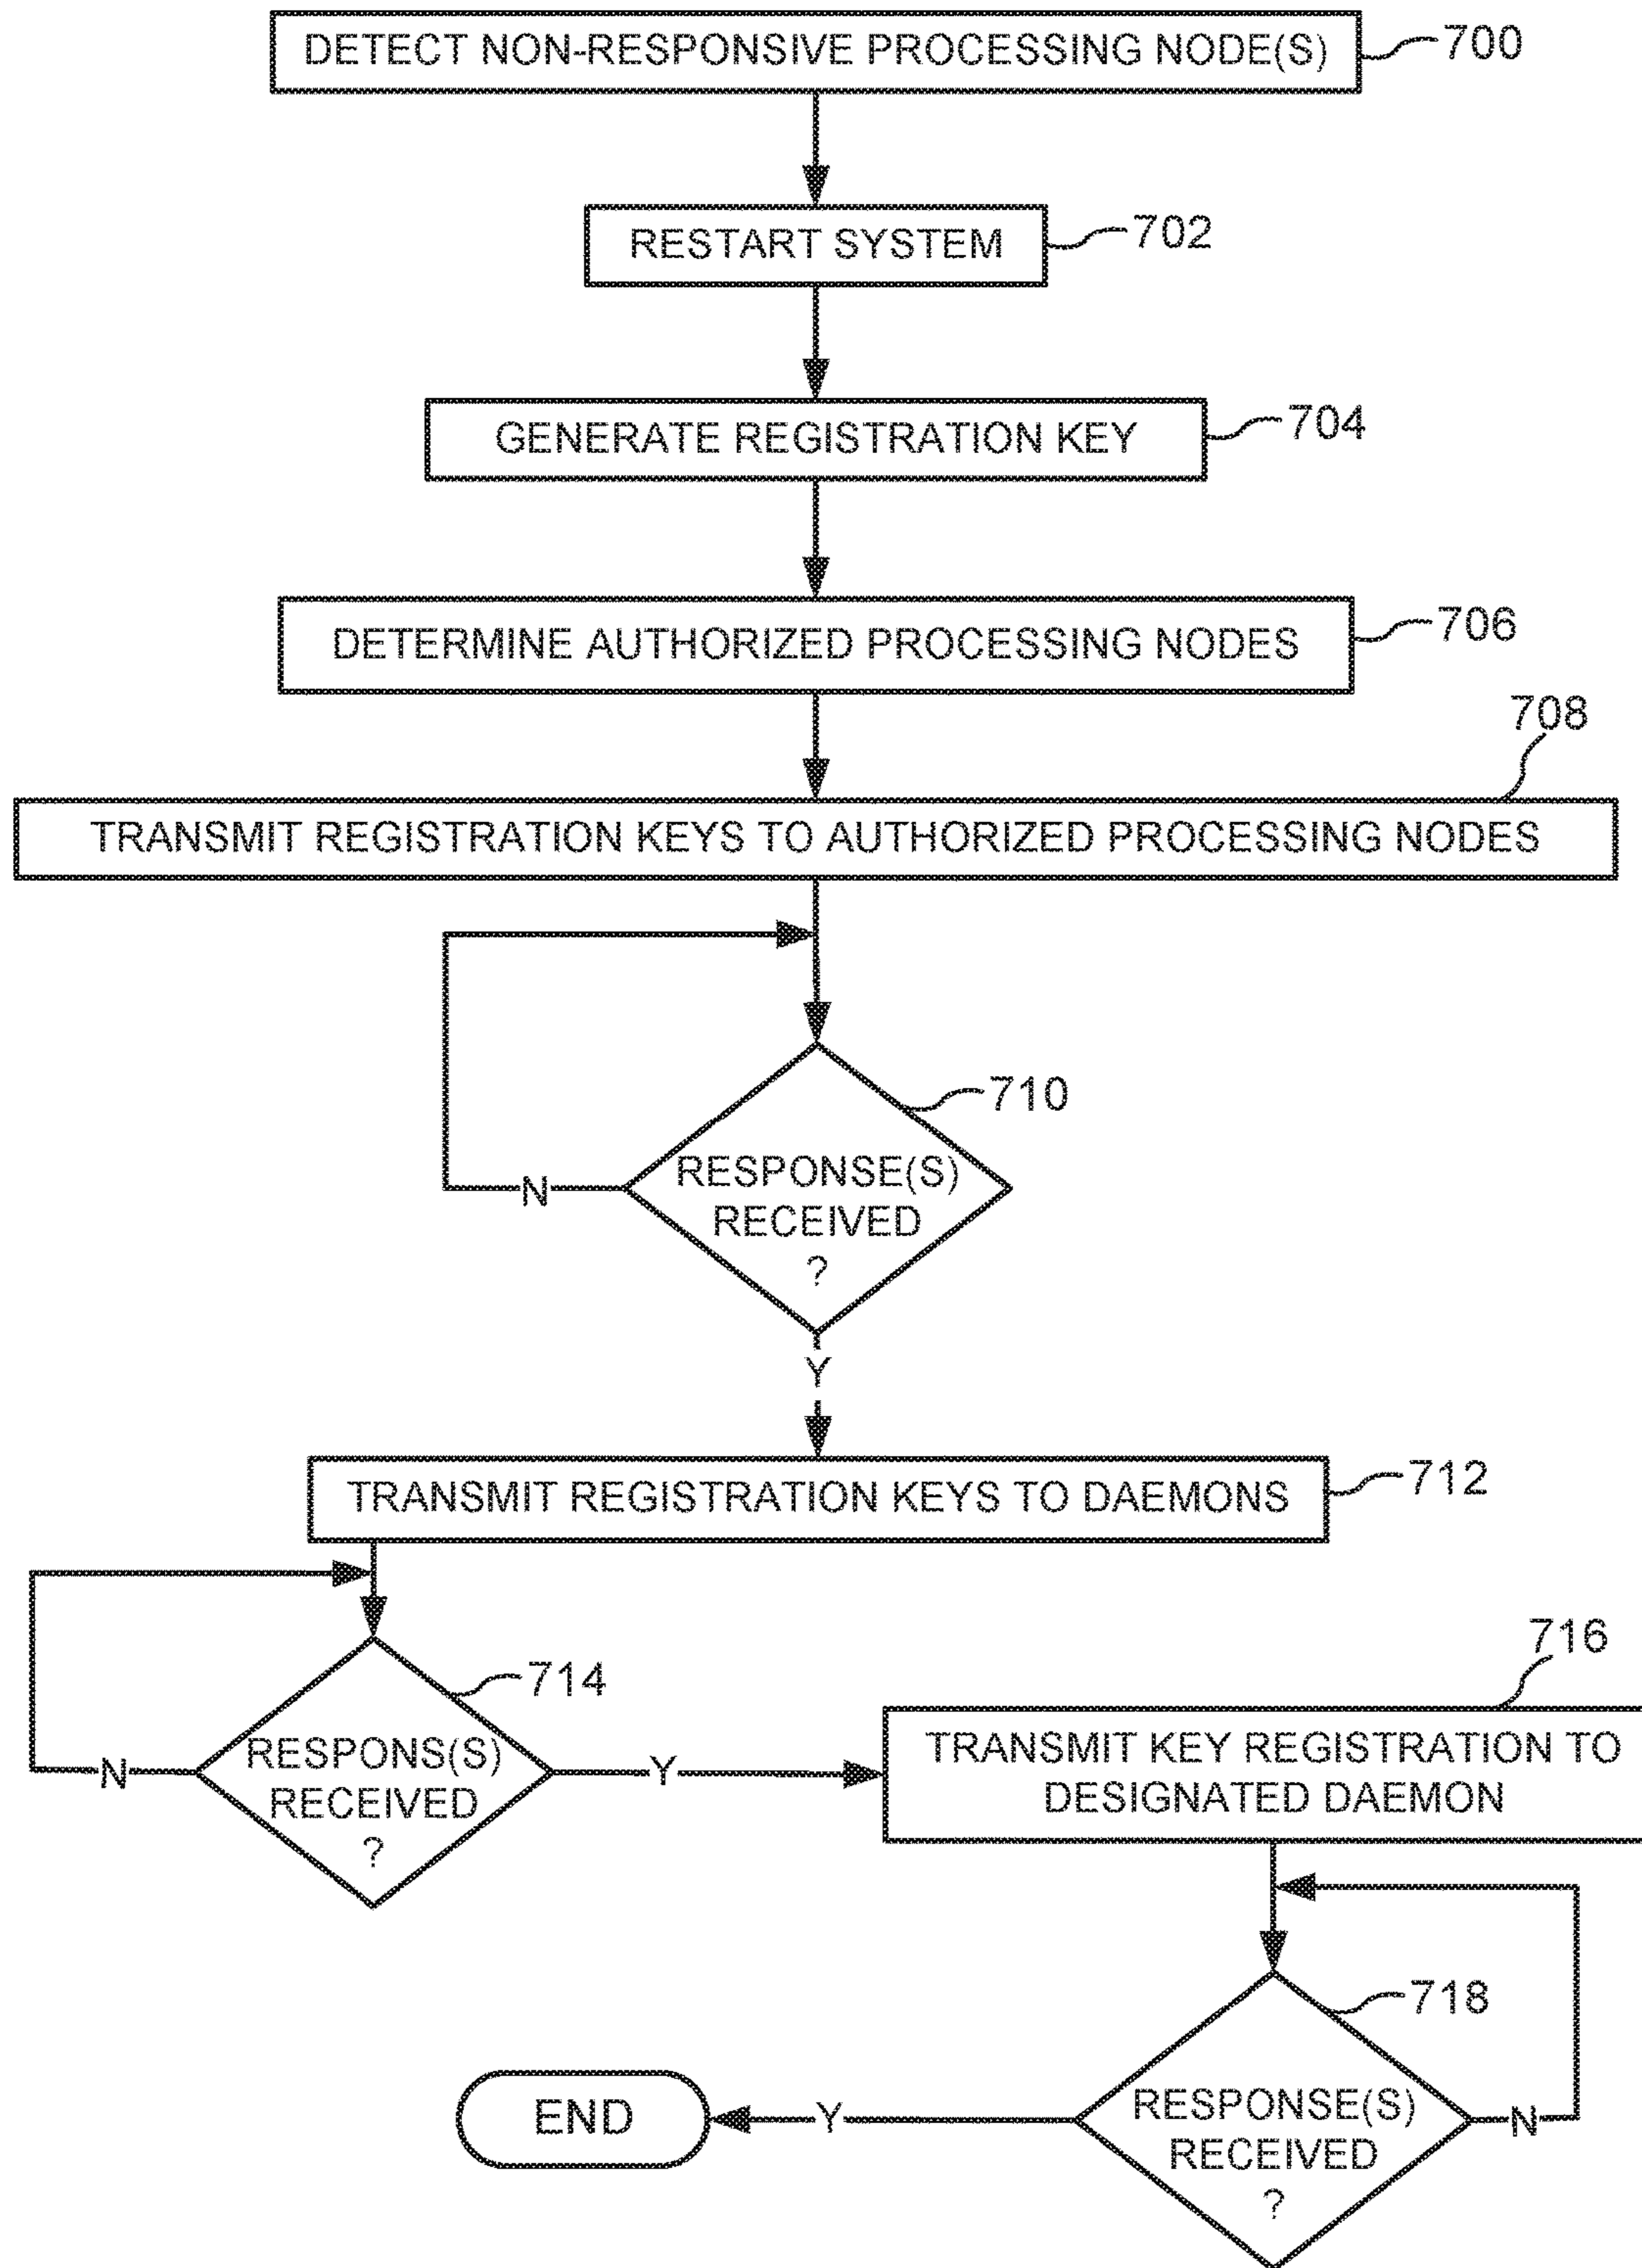 DETECT NON-RESPONSIVE PROCESSING NODE(S)
700
RESTART SYSTEM
702
GENERATE REGISTRATION KEY
704
DETERMINE AUTHORIZED PROCESSING NODES
706
708
TRANSMIT REGISTRATION KEYS TO AUTHORIZED PROCESSING NODES
710
RESPONSE(S)
RECEIVED
?
N
Y
TRANSMIT REGISTRATION KEYS TO DAEMONS
712
714
RESPONS(S)
RECEIVED
?
N
Y
716
TRANSMIT KEY REGISTRATION TO
DESIGNATED DAEMON
718
RESPONSE(S)
RECEIVED
?
N
Y
END